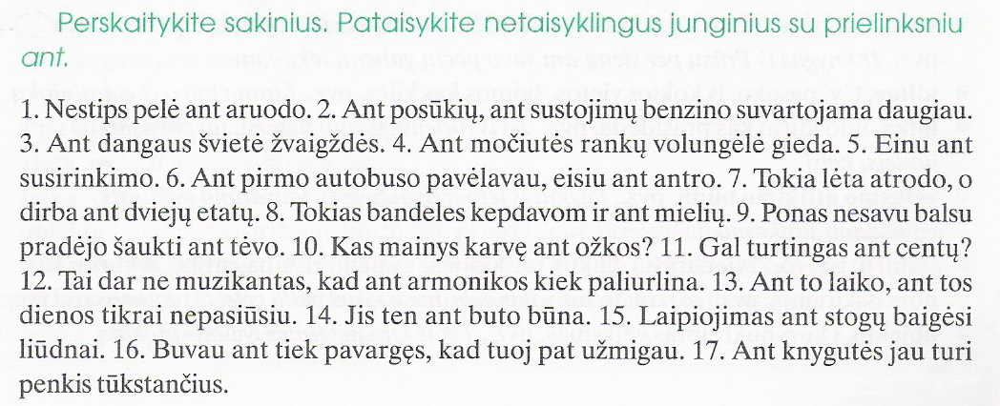 Perskaitykite sakinius. Pataisykite netaisyklingus junginius su prielinksniu
ant.
1. Nestips pelė ant aruodo. 2. Ant posūkių, ant sustojimų benzino suvartojama daugiau.
3. Ant dangaus švietė žvaigždės. 4. Ant močiutės rankų volungėlė gieda. 5. Einu ant
susirinkimo. 6. Ant pirmo autobuso pavėlavau, eisiu ant antro. 7. Tokia lėta atrodo, o
dirba ant dviejų etatų. 8. Tokias bandeles kepdavom ir ant mielių. 9. Ponas nesavu balsu
pradėjo šaukti ant tėvo. 10. Kas mainys karvę ant ožkos? 11. Gal turtingas ant centų?
12. Tai dar ne muzikantas, kad ant armonikos kiek paliurlina. 13. Ant to laiko, ant tos
dienos tikrai nepasiūsiu. 14. Jis ten ant buto būna. 15. Laipiojimas ant stogų baigėsi
liūdnai. 16. Buvau ant tiek pavargęs, kad tuoj pat užmigau. 17. Ant knygutės jau turi
penkis tūkstančius.